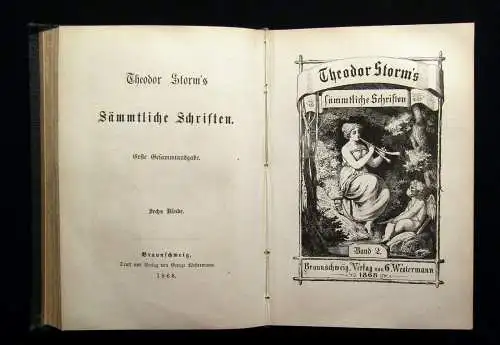 Theodor Storm's
Sämmtliche Schriften.
Erste Gesammtausgabe.
Sechs Bände.
Braunschweig,
Druck und Verlag von George Westermann.
1868.
Theodor Storm's
sämmtliche Schriften
Band 2.
Braunschweig, Verlag von G. Westermann
1868